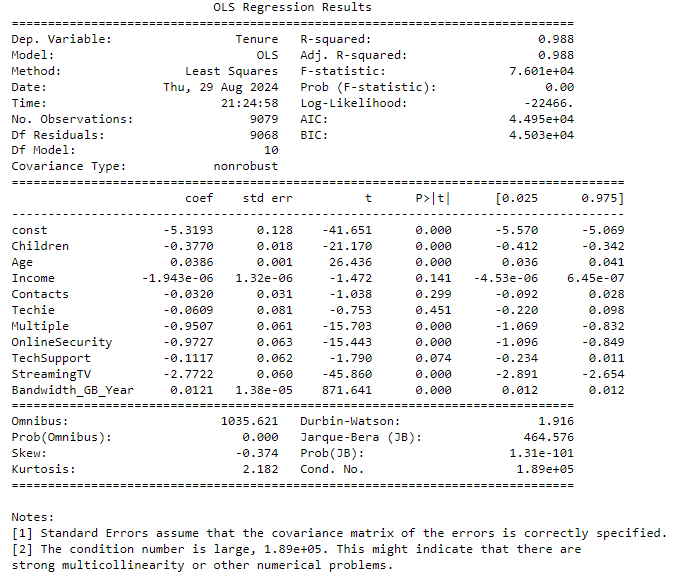 OLS Regression Results
==============================================================================
Dep. Variable:                 Tenure   R-squared:                       0.988
Model:                            OLS   Adj. R-squared:                  0.988
Method:                 Least Squares   F-statistic:                 7.601e+04
Date:                Thu, 29 Aug 2024   Prob (F-statistic):               0.00
Time:                        21:24:58   Log-Likelihood:                -22466.
No. Observations:                9079   AIC:                         4.495e+04
Df Residuals:                    9068   BIC:                         4.503e+04
Df Model:                          10
Covariance Type:            nonrobust
=====================================================================================
                        coef    std err          t      P>|t|      [0.025      0.975]
-------------------------------------------------------------------------------------
const                -5.3193      0.128    -41.651      0.000      -5.570      -5.069
Children             -0.3770      0.018    -21.170      0.000      -0.412      -0.342
Age                   0.0386      0.001     26.436      0.000       0.036       0.041
Income            -1.943e-06   1.32e-06     -1.472      0.141   -4.53e-06    6.45e-07
Contacts             -0.0320      0.031     -1.038      0.299      -0.092       0.028
Techie               -0.0609      0.081     -0.753      0.451      -0.220       0.098
Multiple             -0.9507      0.061    -15.703      0.000      -1.069      -0.832
OnlineSecurity       -0.9727      0.063    -15.443      0.000      -1.096      -0.849
TechSupport          -0.1117      0.062     -1.790      0.074      -0.234       0.011
StreamingTV          -2.7722      0.060    -45.860      0.000      -2.891      -2.654
Bandwidth_GB_Year     0.0121   1.38e-05    871.641      0.000       0.012       0.012
==============================================================================
Omnibus:                     1035.621   Durbin-Watson:                   1.916
Prob(Omnibus):                  0.000   Jarque-Bera (JB):              464.576
Skew:                          -0.374   Prob(JB):                    1.31e-101
Kurtosis:                       2.182   Cond. No.                     1.89e+05
==============================================================================
Notes:
[1] Standard Errors assume that the covariance matrix of the errors is correctly specified.
[2] The condition number is large, 1.89e+05. This might indicate that there are
strong multicollinearity or other numerical problems.